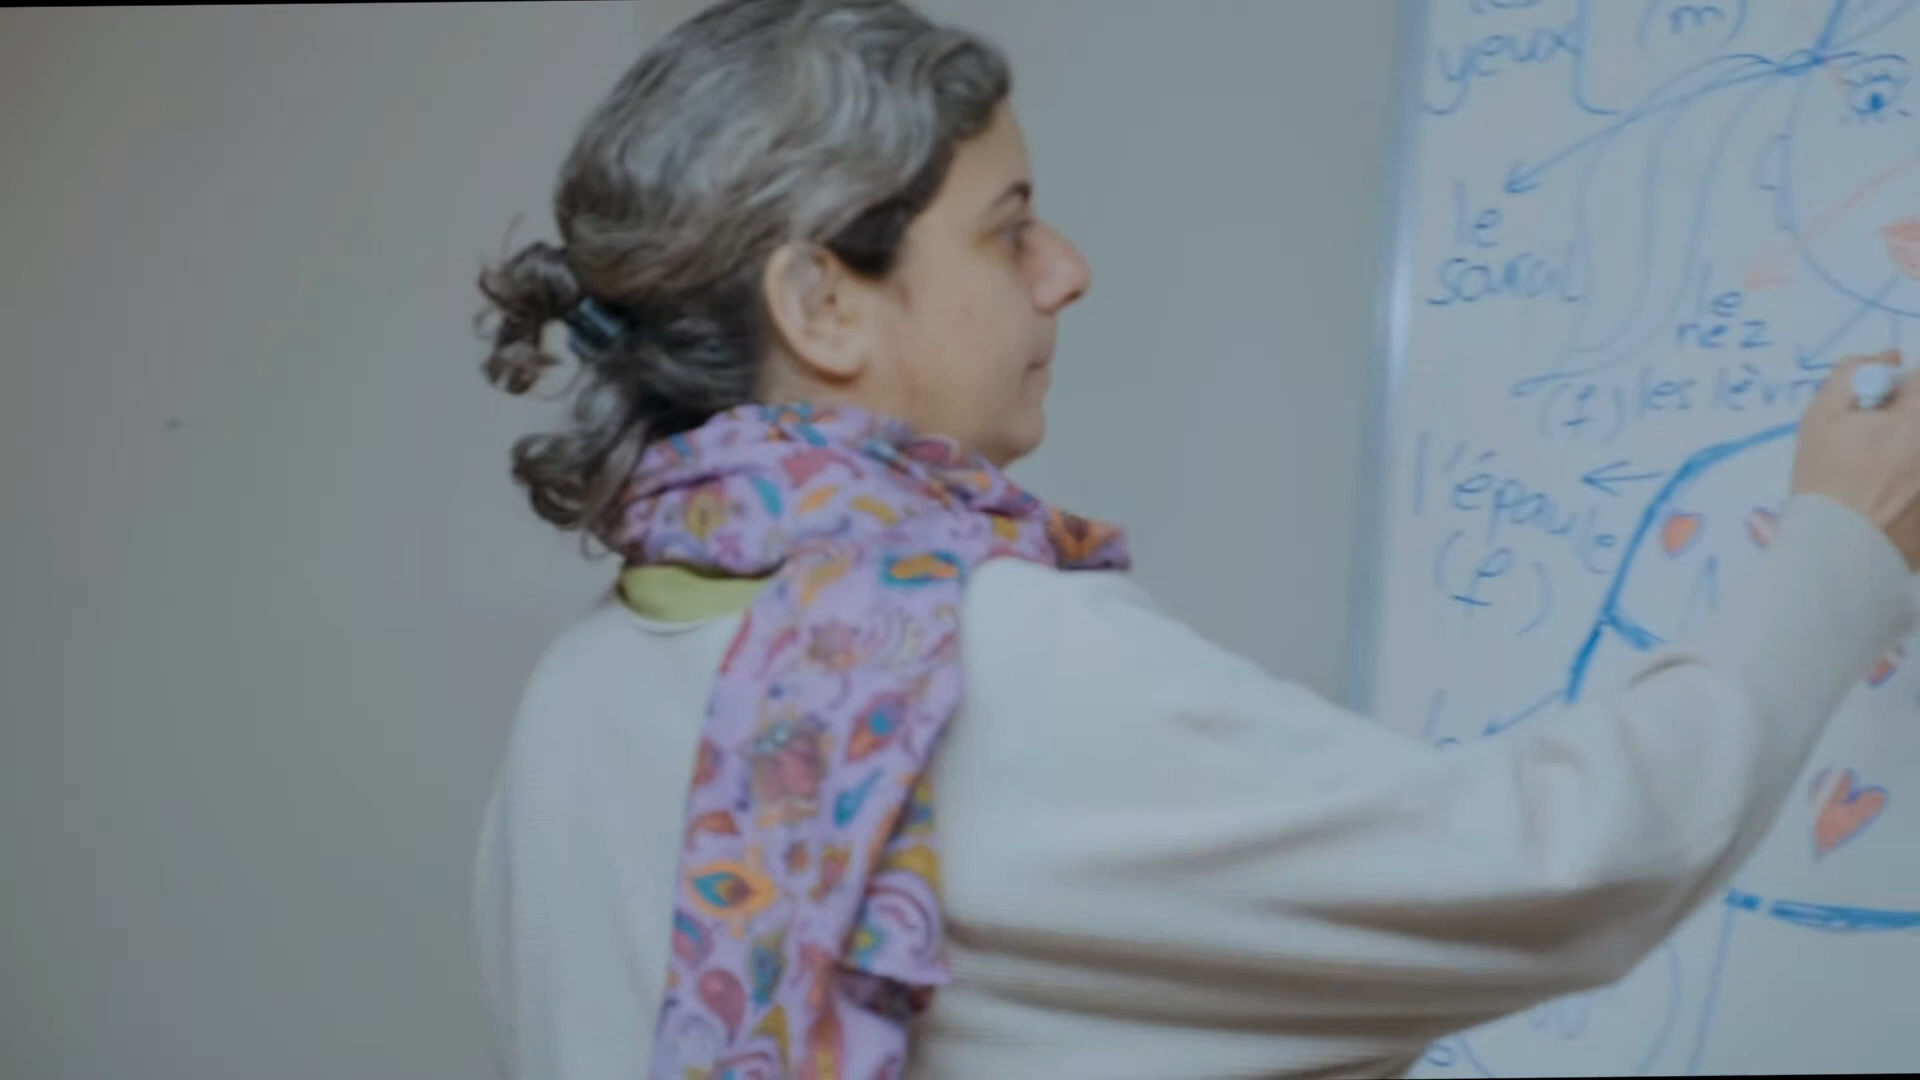 yeux
(m)
le
sourcil
le
nez
(f) les lèvr
l'épaule
(f)